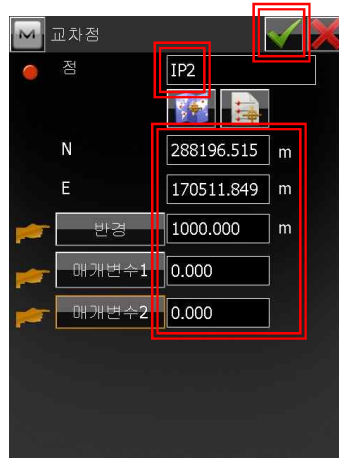 교차점
점 IP2
N 288196.515 m
E 170511.849 m
반경 1000.000 m
매개변수1 0.000
매개변수2 0.000